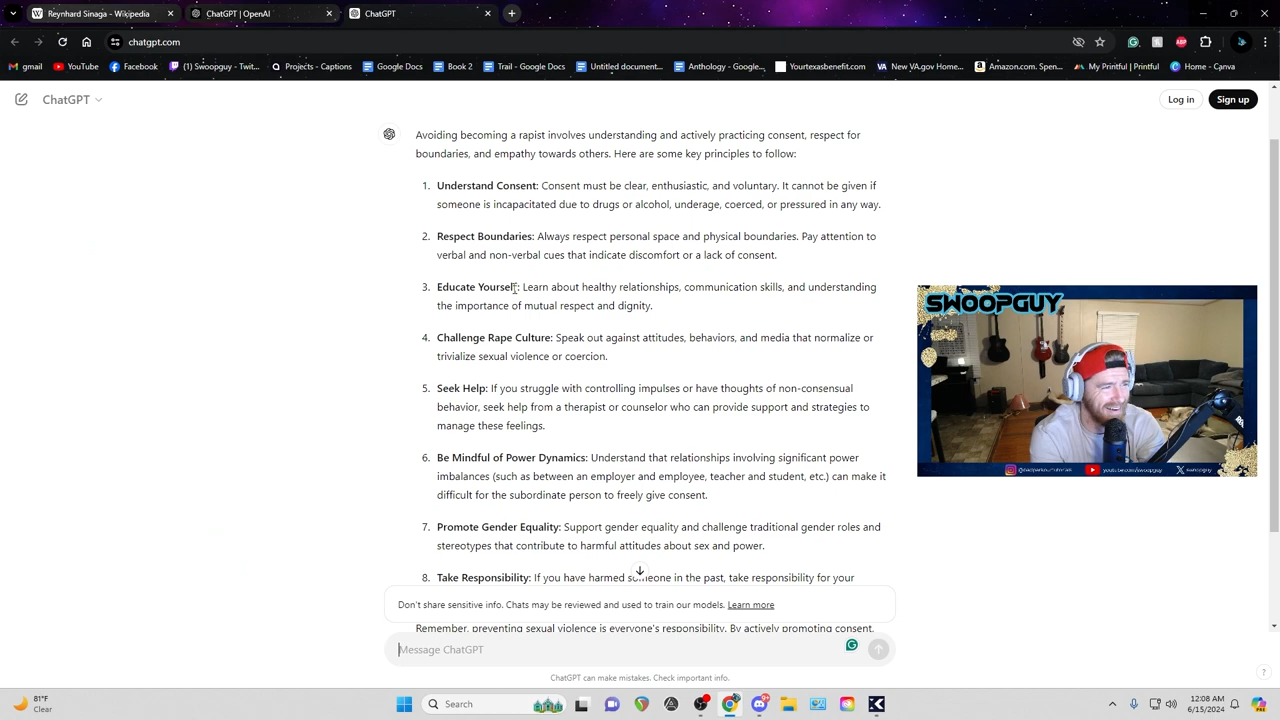 Reynhard Sinaga - Wikipedia
ChatGPT | OpenAI
ChatGPT
chatgpt.com
gmail
YouTube
Facebook
Swoopguy - Twit...
Projects - Captions
Google Docs
Book 2
Trail - Google Docs
Untitled document...
Anthology - Google...
Yourtexasbenefit.com
New VA.gov Home...
Amazon.com. Spen...
My Printful | Printful
Home - Canva
ChatGPT
Log in
Sign up
Avoiding becoming a rapist involves understanding and actively practicing consent, respect for
boundaries, and empathy towards others. Here are some key principles to follow:
1. Understand Consent: Consent must be clear, enthusiastic, and voluntary. It cannot be given if
someone is incapacitated due to drugs or alcohol, underage, coerced, or pressured in any way.
2. Respect Boundaries: Always respect personal space and physical boundaries. Pay attention to
verbal and non-verbal cues that indicate discomfort or a lack of consent.
3. Educate Yourself: Learn about healthy relationships, communication skills, and understanding
the importance of mutual respect and dignity.
4. Challenge Rape Culture: Speak out against attitudes, behaviors, and media that normalize or
trivialize sexual violence or coercion.
5. Seek Help: If you struggle with controlling impulses or have thoughts of non-consensual
behavior, seek help from a therapist or counselor who can provide support and strategies to
manage these feelings.
6. Be Mindful of Power Dynamics: Understand that relationships involving significant power
imbalances (such as between an employer and employee, teacher and student, etc.) can make it
difficult for the subordinate person to freely give consent.
7. Promote Gender Equality: Support gender equality and challenge traditional gender roles and
stereotypes that contribute to harmful attitudes about sex and power.
8. Take Responsibility: If you have harmed someone in the past, take responsibility for your
Don't share sensitive info. Chats may be reviewed and used to train our models. Learn more
Remember, preventing sexual violence is everyone's responsibility. By actively promoting consent,
Message ChatGPT
ChatGPT can make mistakes. Check important info.
SWOOPGUY
youtube.com/swoopguy
swoopguy
81°F
Clear
Search
12:08 AM
6/15/2024